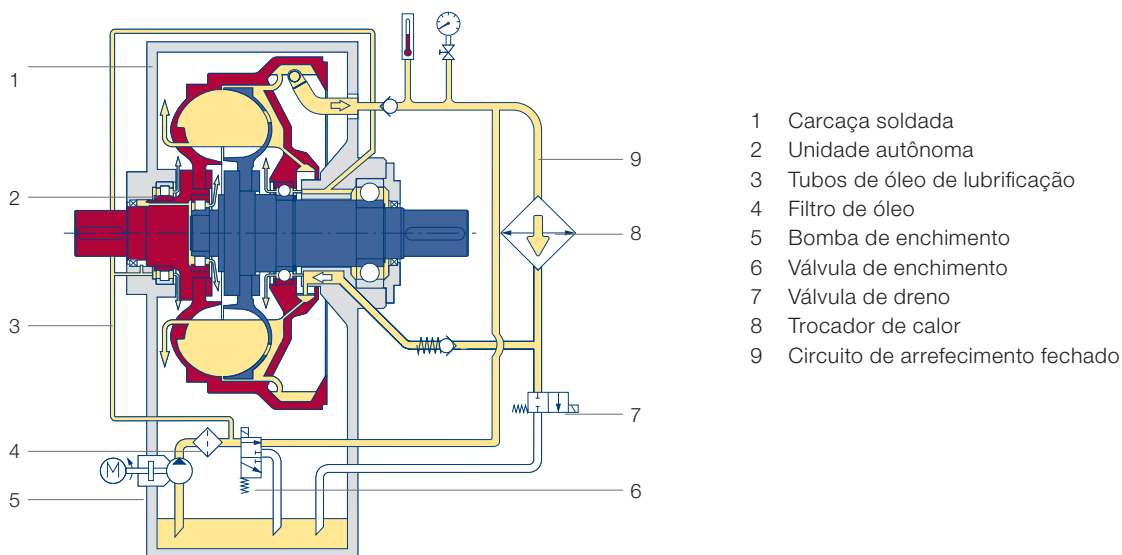 1
2
3
4
5
6
7
8
9
M
1 Carcaça soldada
2 Unidade autônoma
3 Tubos de óleo de lubrificação
4 Filtro de óleo
5 Bomba de enchimento
6 Válvula de enchimento
7 Válvula de dreno
8 Trocador de calor
9 Circuito de arrefecimento fechado